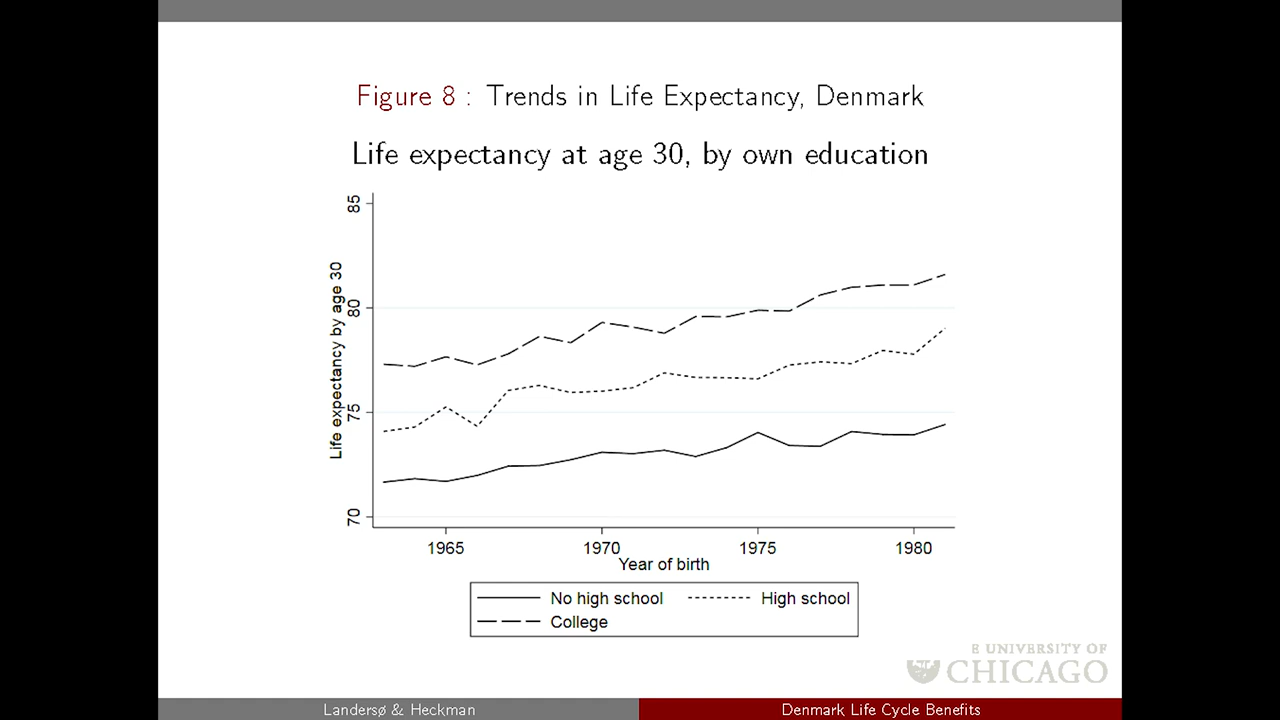 Figure 8 : Trends in Life Expectancy, Denmark
Life expectancy at age 30, by own education
Life expectancy by age 30
85
80
75
70
1965 1970 1975 1980
Year of birth
No high school High school
College
E UNIVERSITY OF
CHICAGO
Landersø & Heckman Denmark Life Cycle Benefits